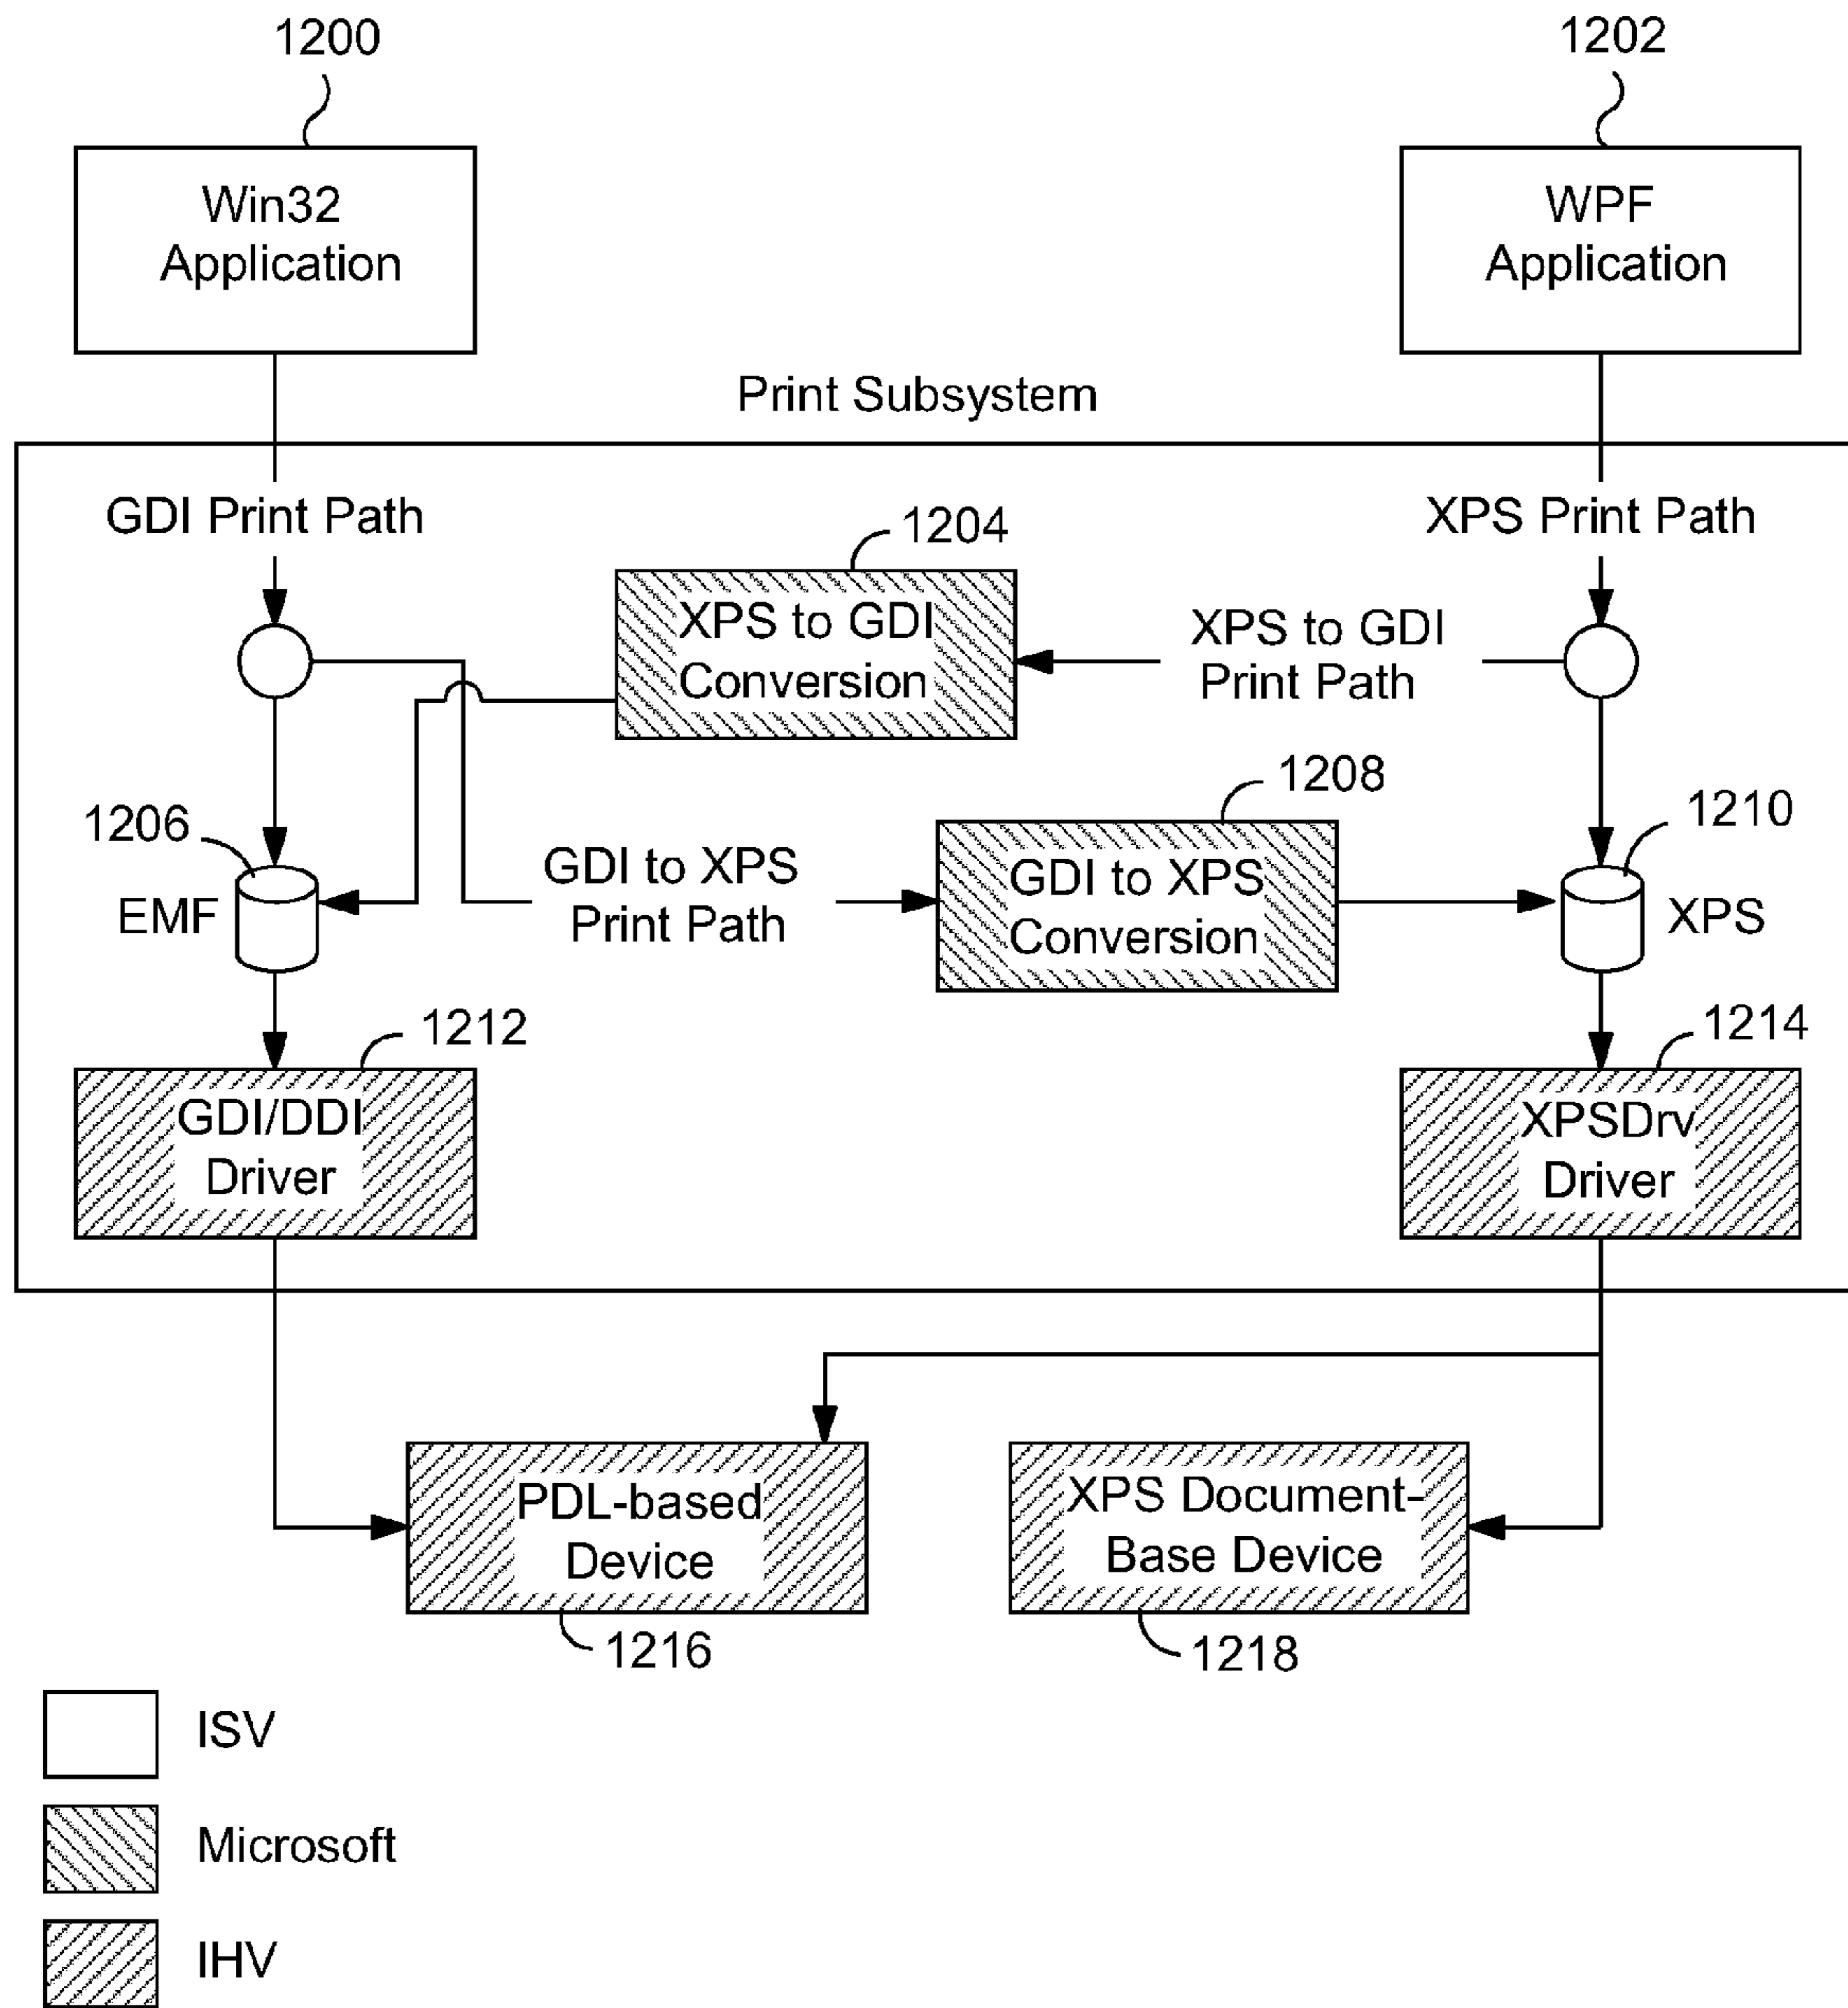 1200
1202
Win32
Application
WPF
Application
Print Subsystem
GDI Print Path
XPS Print Path
1204
XPS to GDI
Conversion
XPS to GDI
Print Path
1206
EMF
GDI to XPS
Print Path
1208
GDI to XPS
Conversion
1210
XPS
1212
GDI/DDI
Driver
1214
XPSDrv
Driver
PDL-based
Device
XPS Document-
Base Device
1216
1218
ISV
Microsoft
IHV